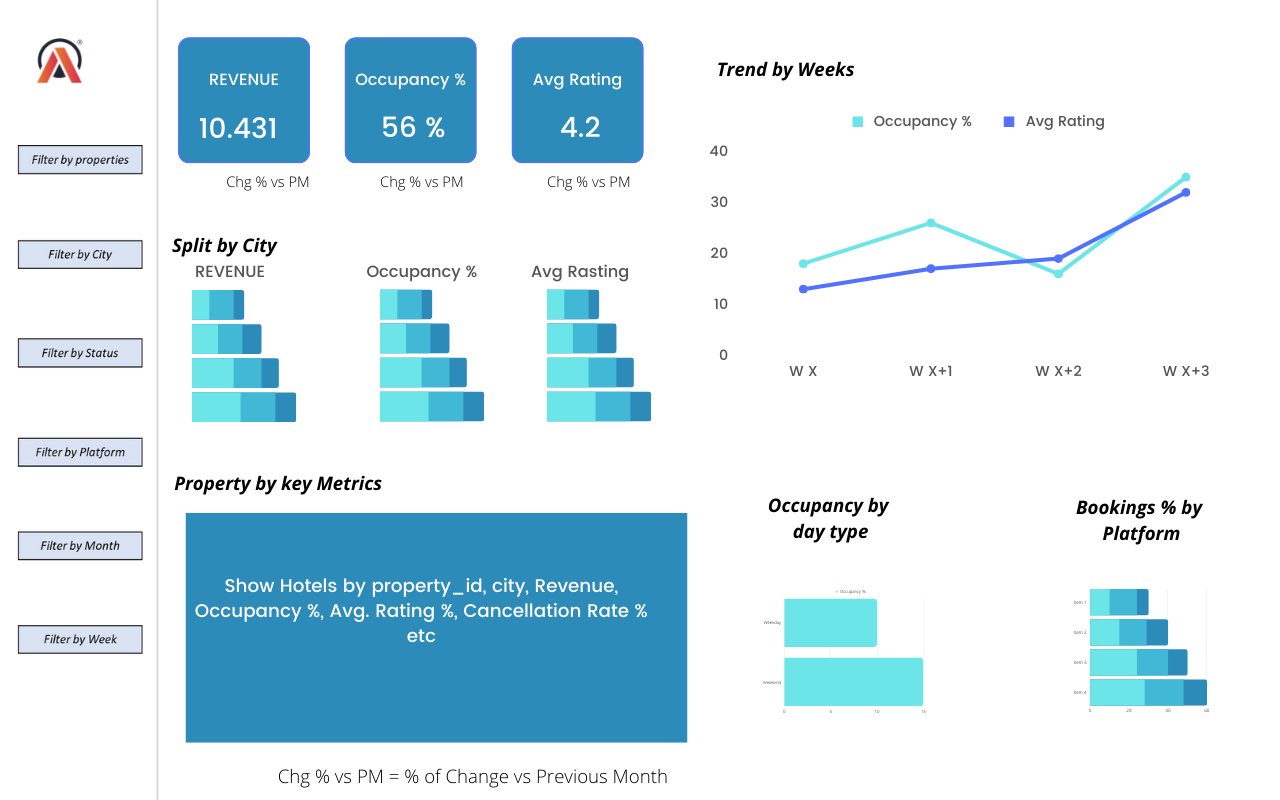 ®
REVENUE
10.431
Chg % vs PM
Occupancy %
56 %
Chg % vs PM
Avg Rating
4.2
Chg % vs PM
Filter by properties
Filter by City
Filter by Status
Filter by Platform
Filter by Month
Filter by Week
Split by City
REVENUE
Occupancy %
Avg Rasting
Trend by Weeks
Occupancy %
Avg Rating
40
30
20
10
0
W X
W X+1
W X+2
W X+3
Property by key Metrics
Show Hotels by property_id, city, Revenue,
Occupancy %, Avg. Rating %, Cancellation Rate %
etc
Occupancy by
day type
Occupancy %
Weekday
Weekend
0
5
10
15
Bookings % by
Platform
Item 1
Item 2
Item 3
Item 4
0
20
40
60
Chg % vs PM = % of Change vs Previous Month